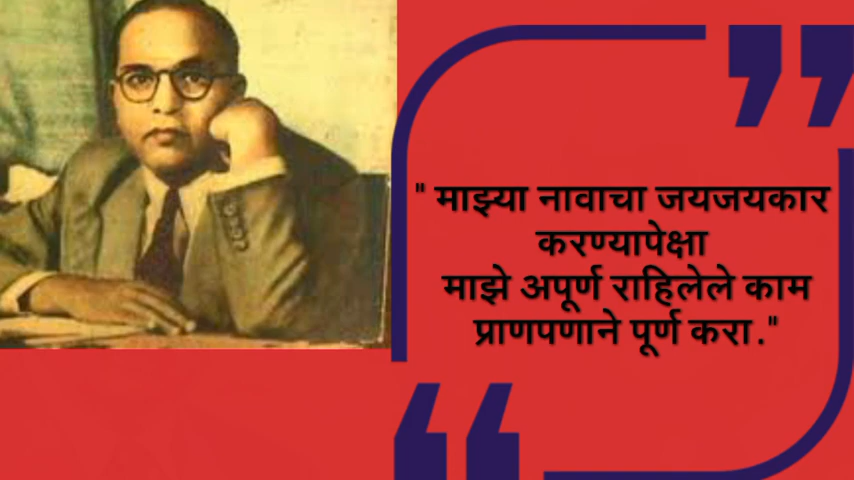 " माझ्या नावाचा जयजयकार
करण्यापेक्षा
माझे अपूर्ण राहिलेले काम
प्राणपणाने पूर्ण करा."